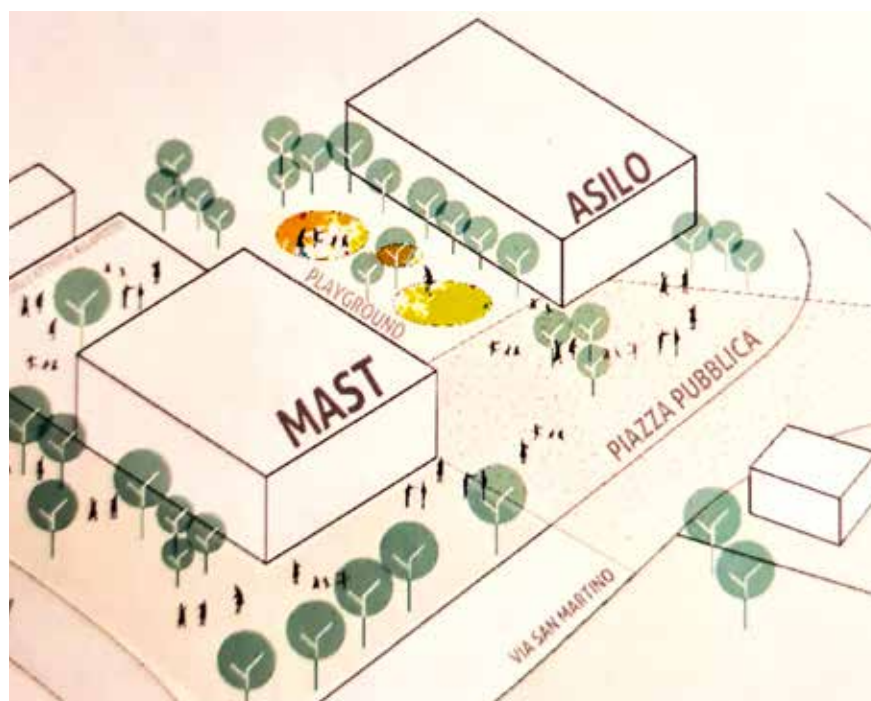 ASILO
PLAYGROUND
MAST
PIAZZA PUBBLICA
VIA SAN MARTINO